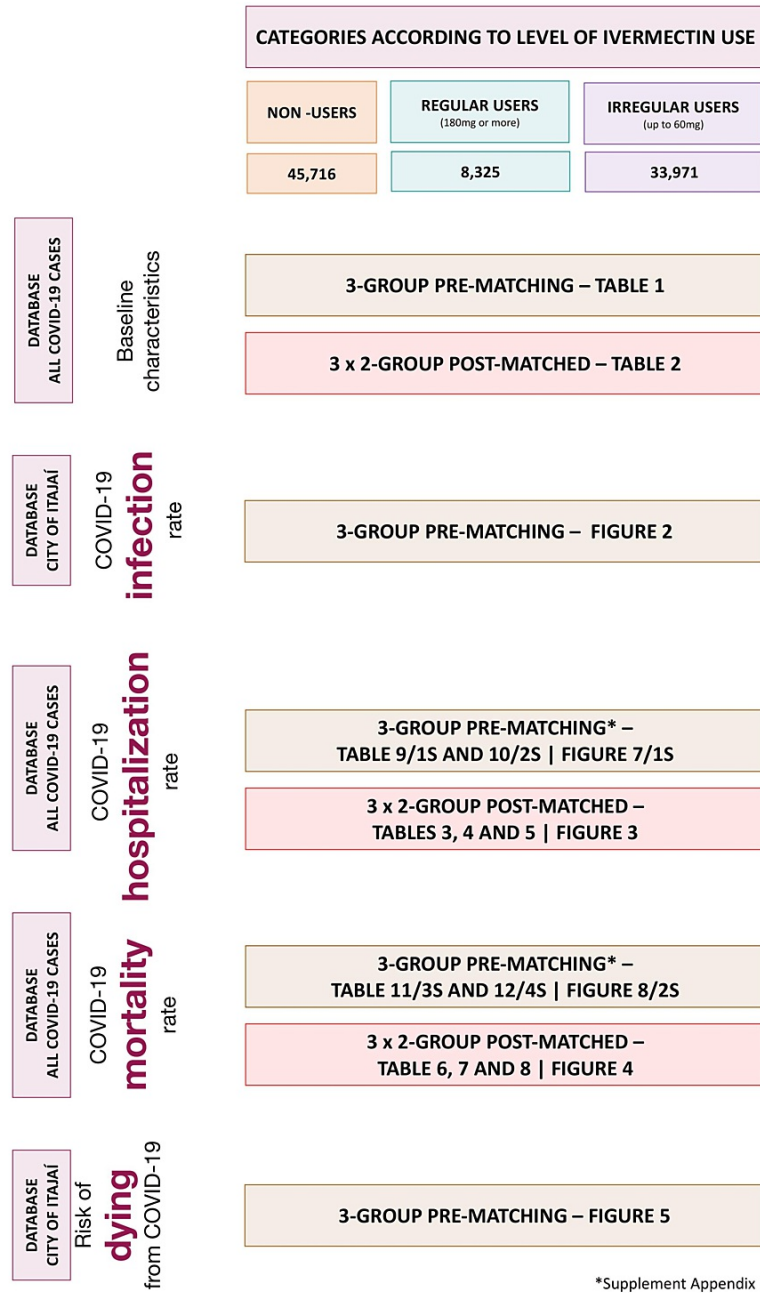 CATEGORIES ACCORDING TO LEVEL OF IVERMECTIN USE
NON -USERS
REGULAR USERS
(180mg or more)
IRREGULAR USERS
(up to 60mg)
45,716
8,325
33,971
DATABASE
ALL COVID-19 CASES
Baseline
characteristics
3-GROUP PRE-MATCHING – TABLE 1
3 x 2-GROUP POST-MATCHED – TABLE 2
DATABASE
CITY OF ITAJAÍ
COVID-19
infection
rate
3-GROUP PRE-MATCHING – FIGURE 2
DATABASE
ALL COVID-19 CASES
COVID-19
hospitalization
rate
3-GROUP PRE-MATCHING* –
TABLE 9/1S AND 10/2S | FIGURE 7/1S
3 x 2-GROUP POST-MATCHED –
TABLES 3, 4 AND 5 | FIGURE 3
DATABASE
ALL COVID-19 CASES
COVID-19
mortality
rate
3-GROUP PRE-MATCHING* –
TABLE 11/3S AND 12/4S | FIGURE 8/2S
3 x 2-GROUP POST-MATCHED –
TABLE 6, 7 AND 8 | FIGURE 4
DATABASE
CITY OF ITAJAÍ
Risk of
dying
from COVID-19
3-GROUP PRE-MATCHING – FIGURE 5
*Supplement Appendix